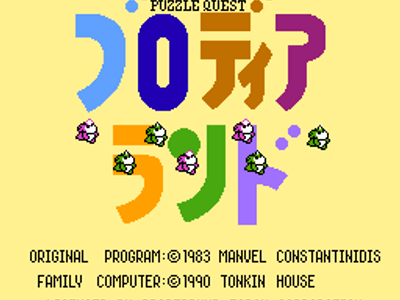 PUZZLE QUEST
ブロディア
ランド
ORIGINAL PROGRAM:©1983 MANVEL CONSTANTINIDIS
FAMILY COMPUTER:©1990 TONKIN HOUSE